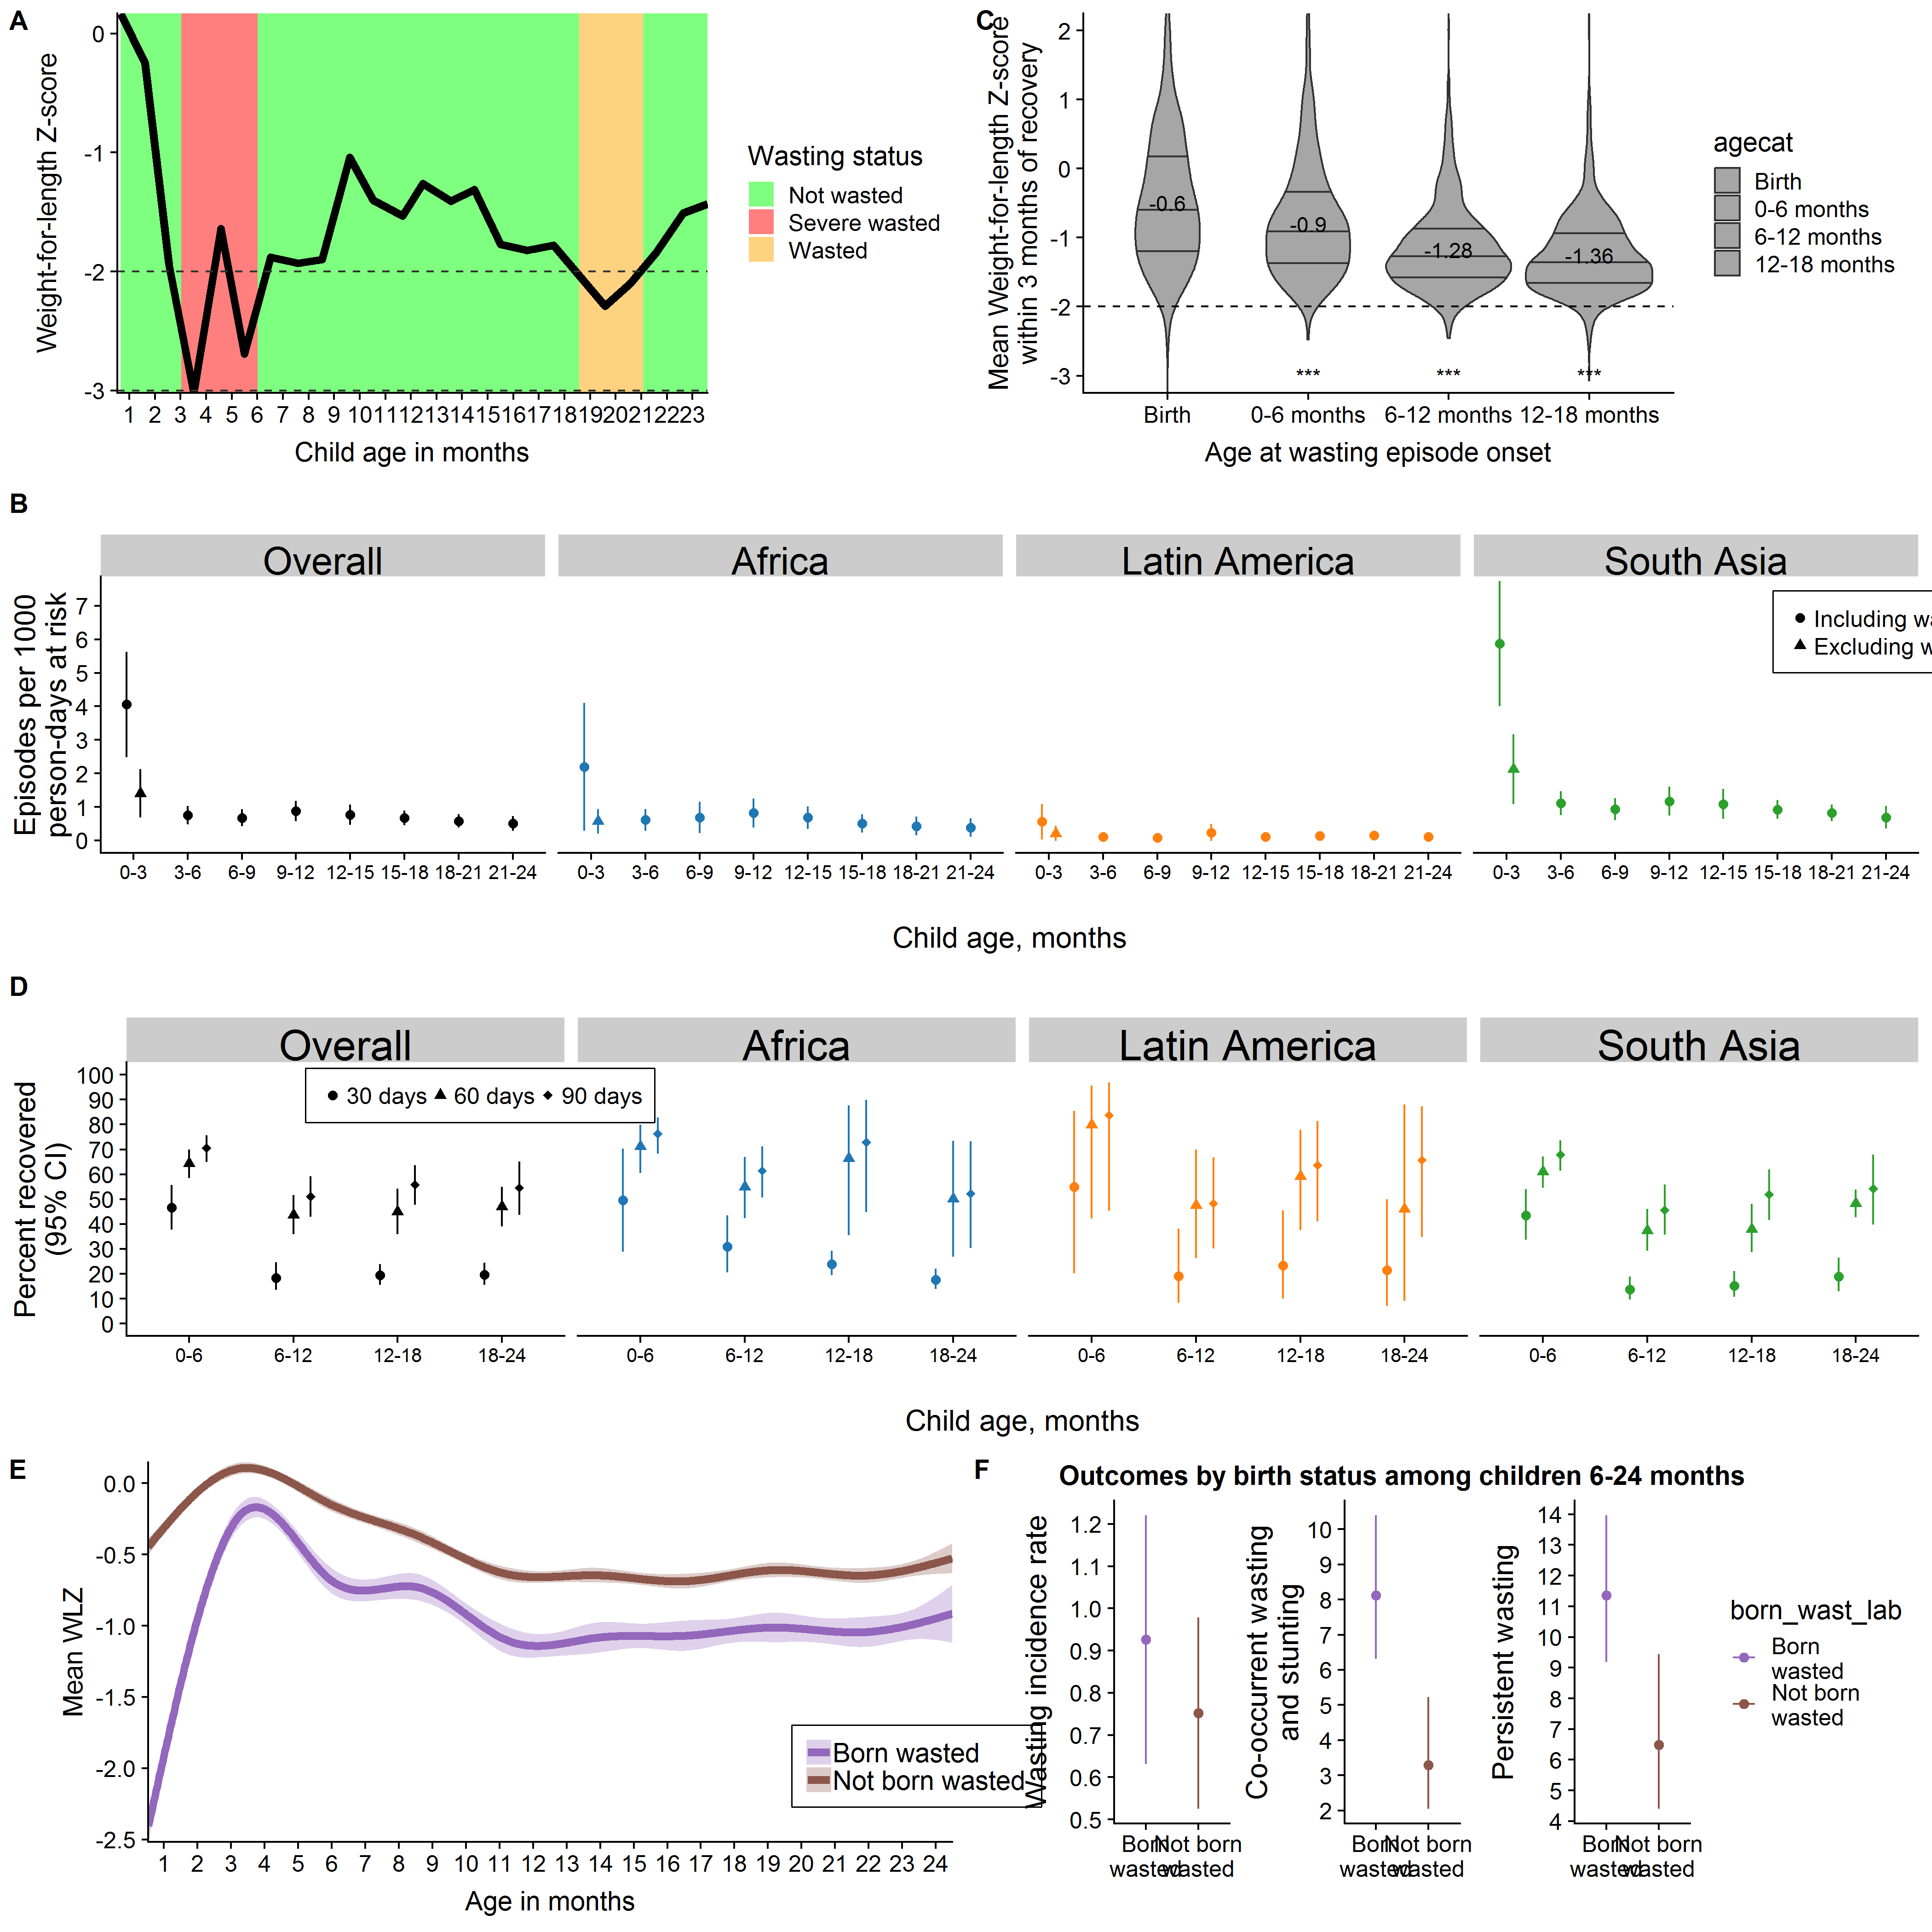 A
Weight-for-length Z-score
0
-1
-2
-3
1 2 3 4 5 6 7 8 9 10 11 12 13 14 15 16 17 18 19 20 21 22 23
Child age in months
Wasting status
Not wasted
Severe wasted
Wasted
C
Mean Weight-for-length Z-score
within 3 months of recovery
2
1
0
-1
-2
-3
-0.6
-0.9
-1.28
-1.36
*** *** ***
Birth 0-6 months 6-12 months 12-18 months
Age at wasting episode onset
agecat
Birth
0-6 months
6-12 months
12-18 months
B
Overall Africa Latin America South Asia
Episodes per 1000
person-days at risk
7
6
5
4
3
2
1
0
Including wa
Excluding w
0-3 3-6 6-9 9-12 12-15 15-18 18-21 21-24
0-3 3-6 6-9 9-12 12-15 15-18 18-21 21-24
0-3 3-6 6-9 9-12 12-15 15-18 18-21 21-24
0-3 3-6 6-9 9-12 12-15 15-18 18-21 21-24
Child age, months
D
Overall Africa Latin America South Asia
Percent recovered
(95% CI)
100
90
80
70
60
50
40
30
20
10
0
30 days 60 days 90 days
0-6 6-12 12-18 18-24
0-6 6-12 12-18 18-24
0-6 6-12 12-18 18-24
0-6 6-12 12-18 18-24
Child age, months
E
Mean WLZ
0.0
-0.5
-1.0
-1.5
-2.0
-2.5
Born wasted
Not born wasted
1 2 3 4 5 6 7 8 9 10 11 12 13 14 15 16 17 18 19 20 21 22 23 24
Age in months
F
Outcomes by birth status among children 6-24 months
Wasting incidence rate
1.2
1.1
1.0
0.9
0.8
0.7
0.6
0.5
Born
wasted
Not born
wasted
Co-occurrent wasting
and stunting
10
9
8
7
6
5
4
3
2
Born
wasted
Not born
wasted
Persistent wasting
14
13
12
11
10
9
8
7
6
5
4
Born
wasted
Not born
wasted
born_wast_lab
Born
wasted
Not born
wasted